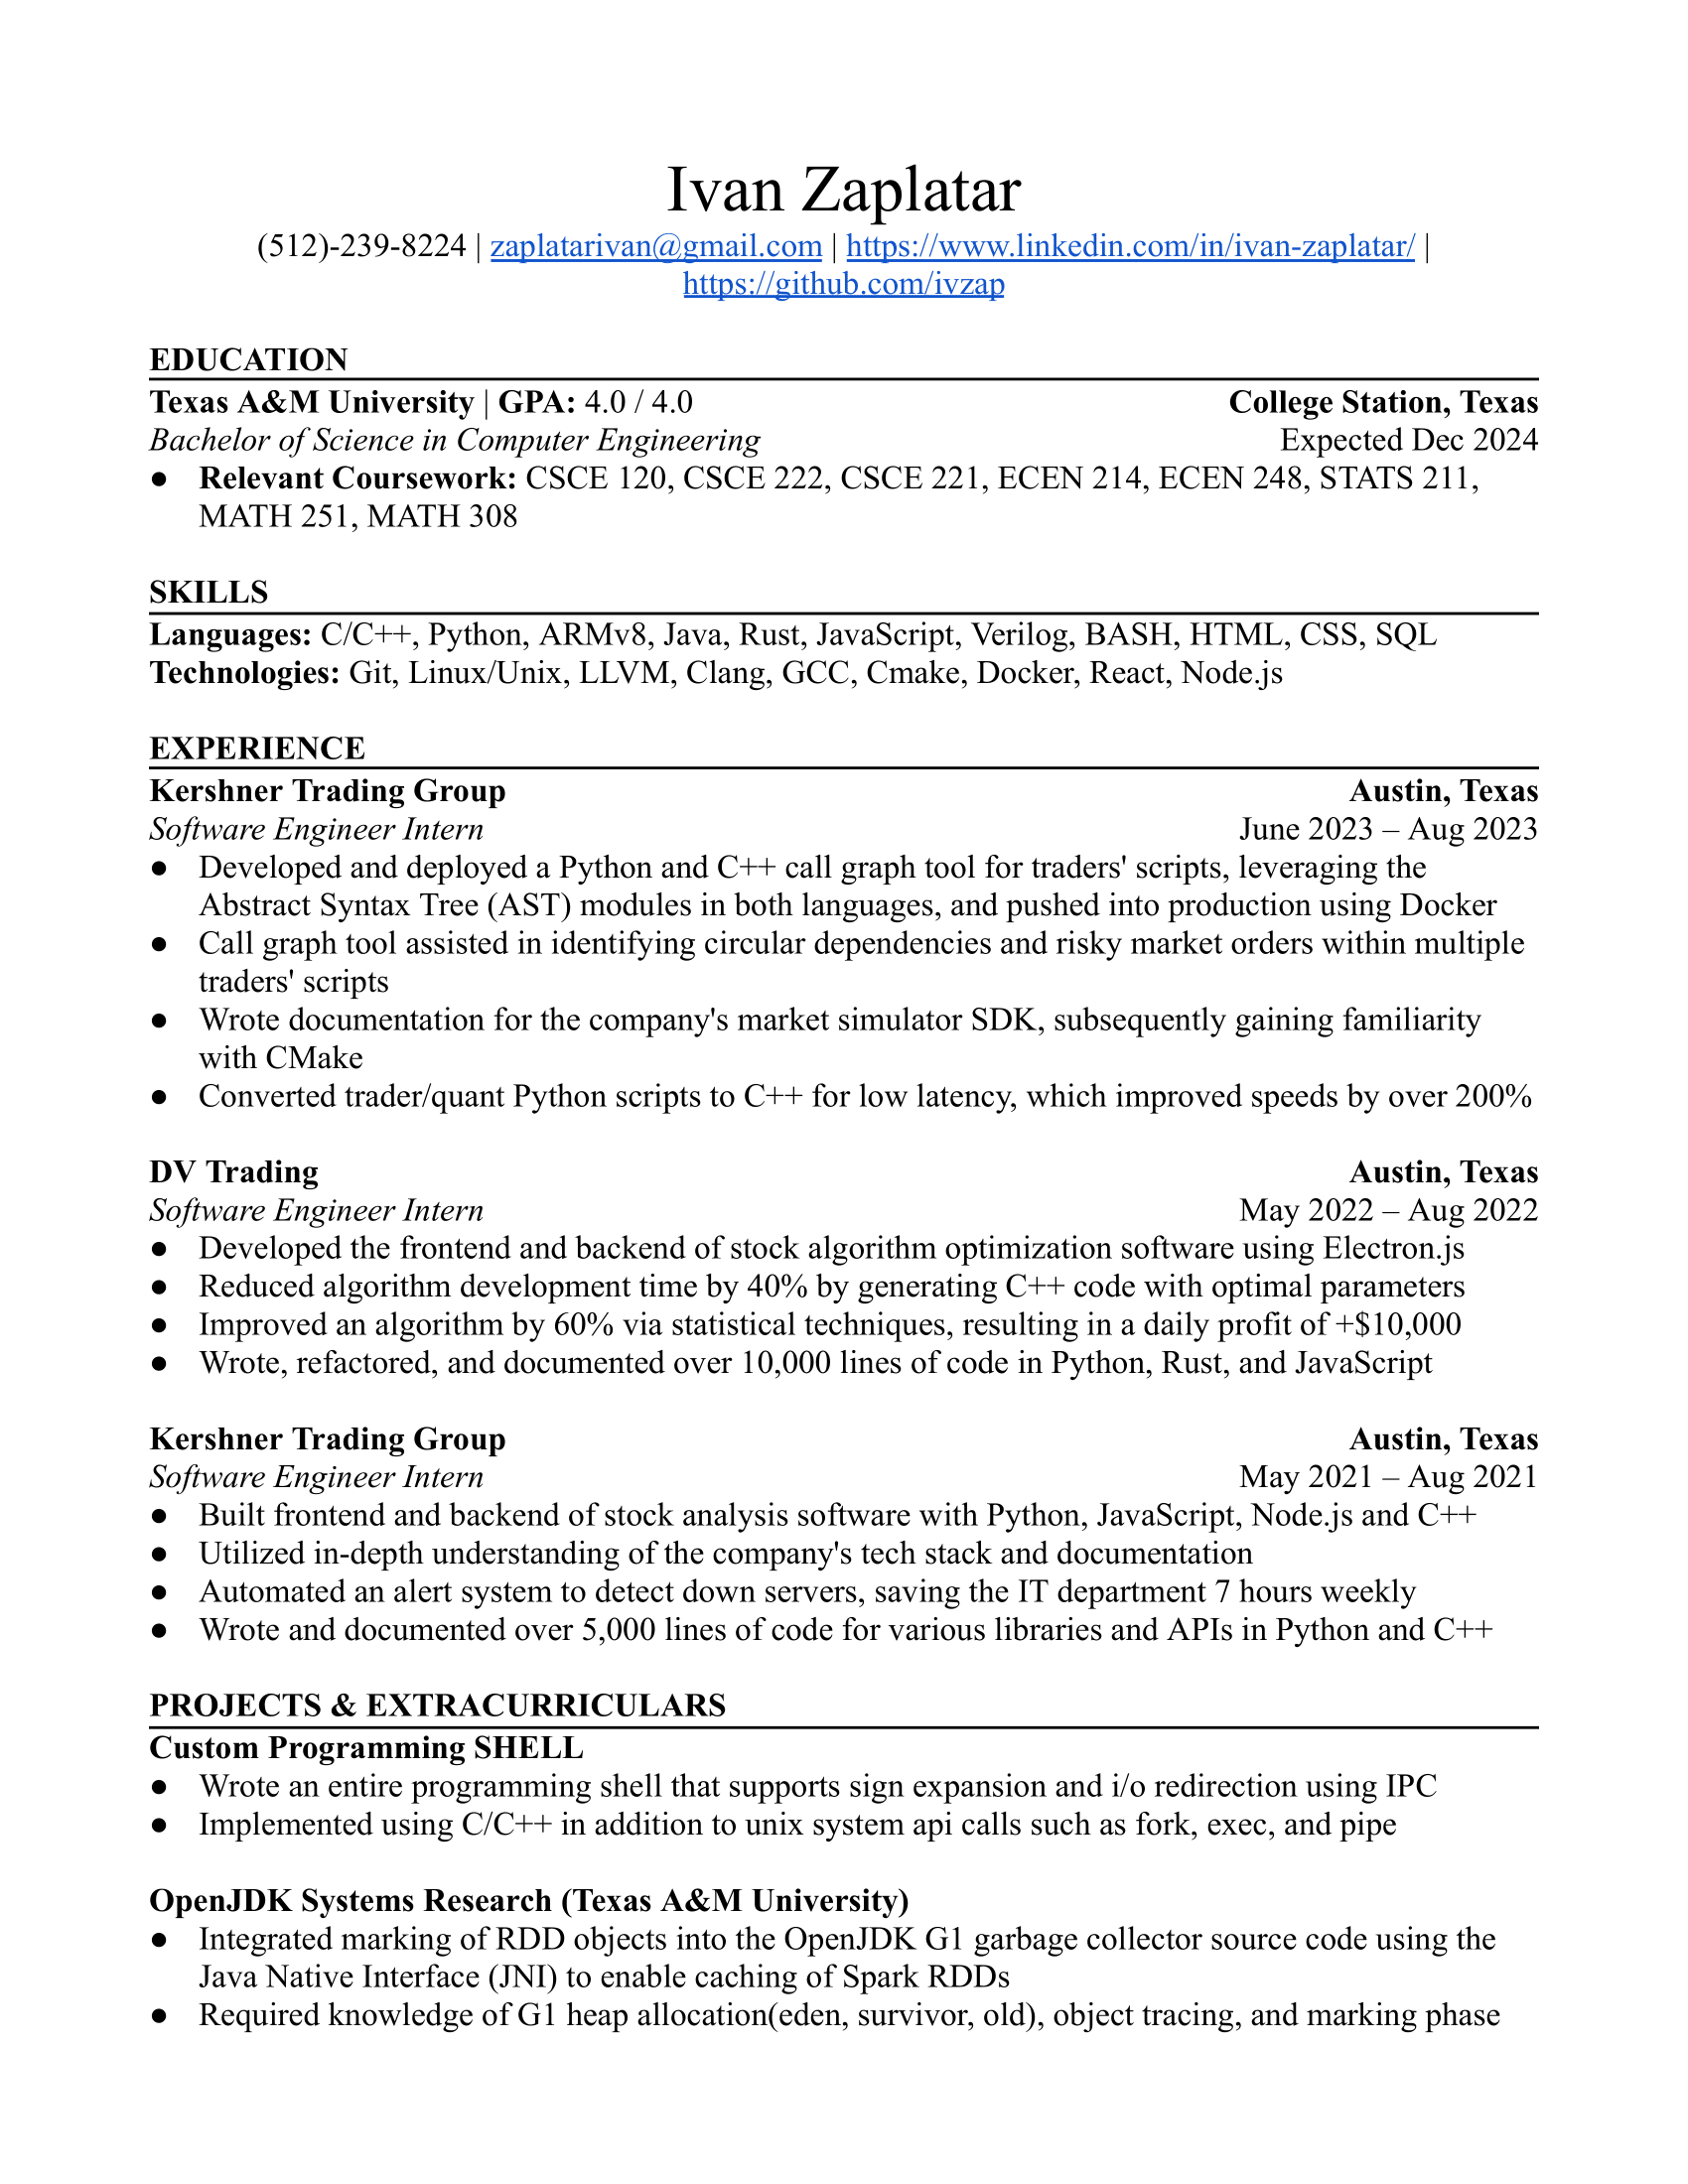 Ivan Zaplatar
(512)-239-8224 | zaplatarivan@gmail.com | https://www.linkedin.com/in/ivan-zaplatar/ |
https://github.com/ivzap
EDUCATION
Texas A&M University | GPA: 4.0 / 4.0 College Station, Texas
Bachelor of Science in Computer Engineering Expected Dec 2024
● Relevant Coursework: CSCE 120, CSCE 222, CSCE 221, ECEN 214, ECEN 248, STATS 211,
MATH 251, MATH 308
SKILLS
Languages: C/C++, Python, ARMv8, Java, Rust, JavaScript, Verilog, BASH, HTML, CSS, SQL
Technologies: Git, Linux/Unix, LLVM, Clang, GCC, Cmake, Docker, React, Node.js
EXPERIENCE
Kershner Trading Group Austin, Texas
Software Engineer Intern June 2023 – Aug 2023
● Developed and deployed a Python and C++ call graph tool for traders' scripts, leveraging the
Abstract Syntax Tree (AST) modules in both languages, and pushed into production using Docker
● Call graph tool assisted in identifying circular dependencies and risky market orders within multiple
traders' scripts
● Wrote documentation for the company's market simulator SDK, subsequently gaining familiarity
with CMake
● Converted trader/quant Python scripts to C++ for low latency, which improved speeds by over 200%
DV Trading Austin, Texas
Software Engineer Intern May 2022 – Aug 2022
● Developed the frontend and backend of stock algorithm optimization software using Electron.js
● Reduced algorithm development time by 40% by generating C++ code with optimal parameters
● Improved an algorithm by 60% via statistical techniques, resulting in a daily profit of +$10,000
● Wrote, refactored, and documented over 10,000 lines of code in Python, Rust, and JavaScript
Kershner Trading Group Austin, Texas
Software Engineer Intern May 2021 – Aug 2021
● Built frontend and backend of stock analysis software with Python, JavaScript, Node.js and C++
● Utilized in-depth understanding of the company's tech stack and documentation
● Automated an alert system to detect down servers, saving the IT department 7 hours weekly
● Wrote and documented over 5,000 lines of code for various libraries and APIs in Python and C++
PROJECTS & EXTRACURRICULARS
Custom Programming SHELL
● Wrote an entire programming shell that supports sign expansion and i/o redirection using IPC
● Implemented using C/C++ in addition to unix system api calls such as fork, exec, and pipe
OpenJDK Systems Research (Texas A&M University)
● Integrated marking of RDD objects into the OpenJDK G1 garbage collector source code using the
Java Native Interface (JNI) to enable caching of Spark RDDs
● Required knowledge of G1 heap allocation(eden, survivor, old), object tracing, and marking phase